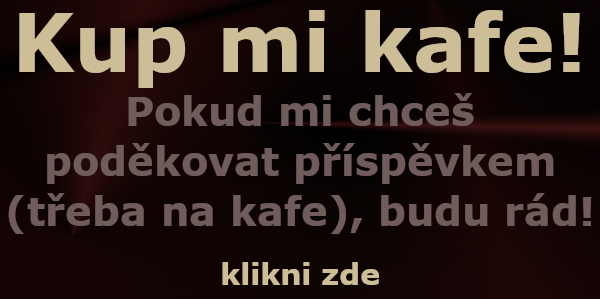 Kup mi kafe!
Pokud mi chceš
poděkovat příspěvkem
(třeba na kafe), budu rád!
klikni zde